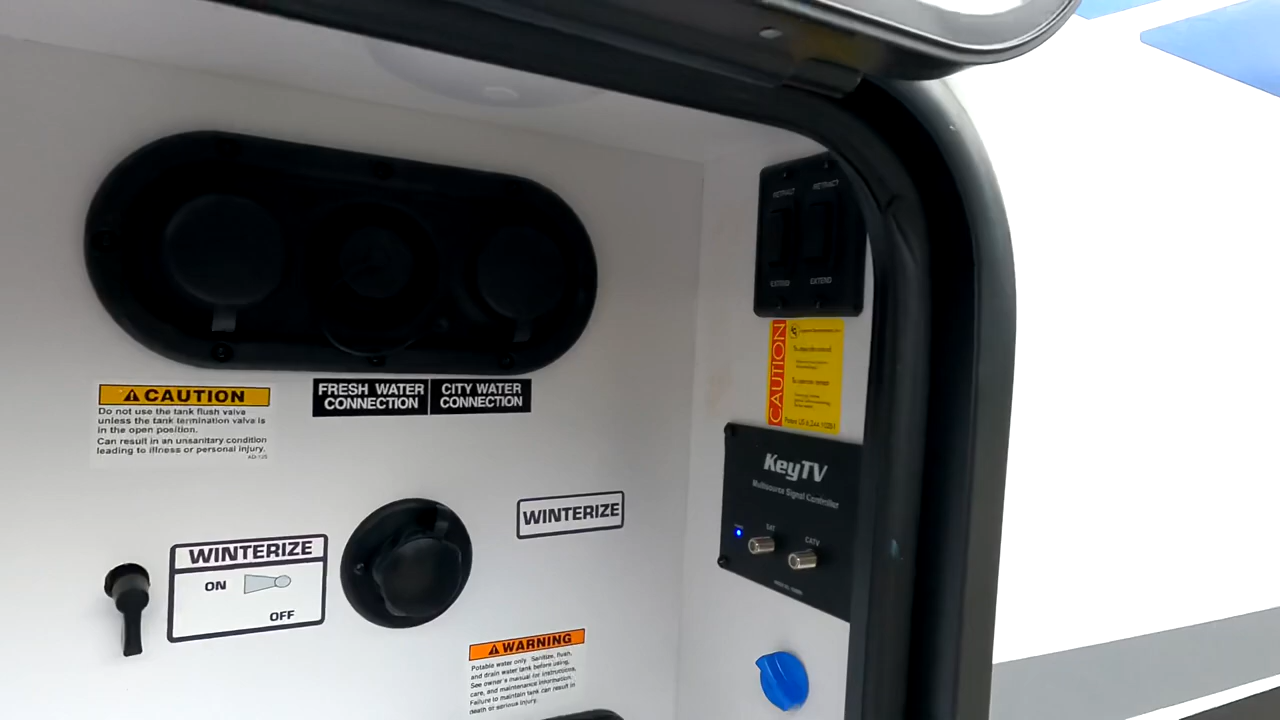 RETRACT RETRACT
EXTEND EXTEND
CAUTION
CAUTION
Do not use the tank flush valve
unless the tank termination valve is
in the open position.
Can result in an unsanitary condition
leading to illness or personal injury.
FRESH WATER
CONNECTION
CITY WATER
CONNECTION
KeyTV
Multisource Signal Controller
SAT
CATV
WINTERIZE
WINTERIZE
ON
OFF
WARNING
Potable water only. Sanitize, flush,
and drain water tank before using.
See owner's manual for instructions,
care, and maintenance information.
Failure to maintain tank can result in
death or serious injury.